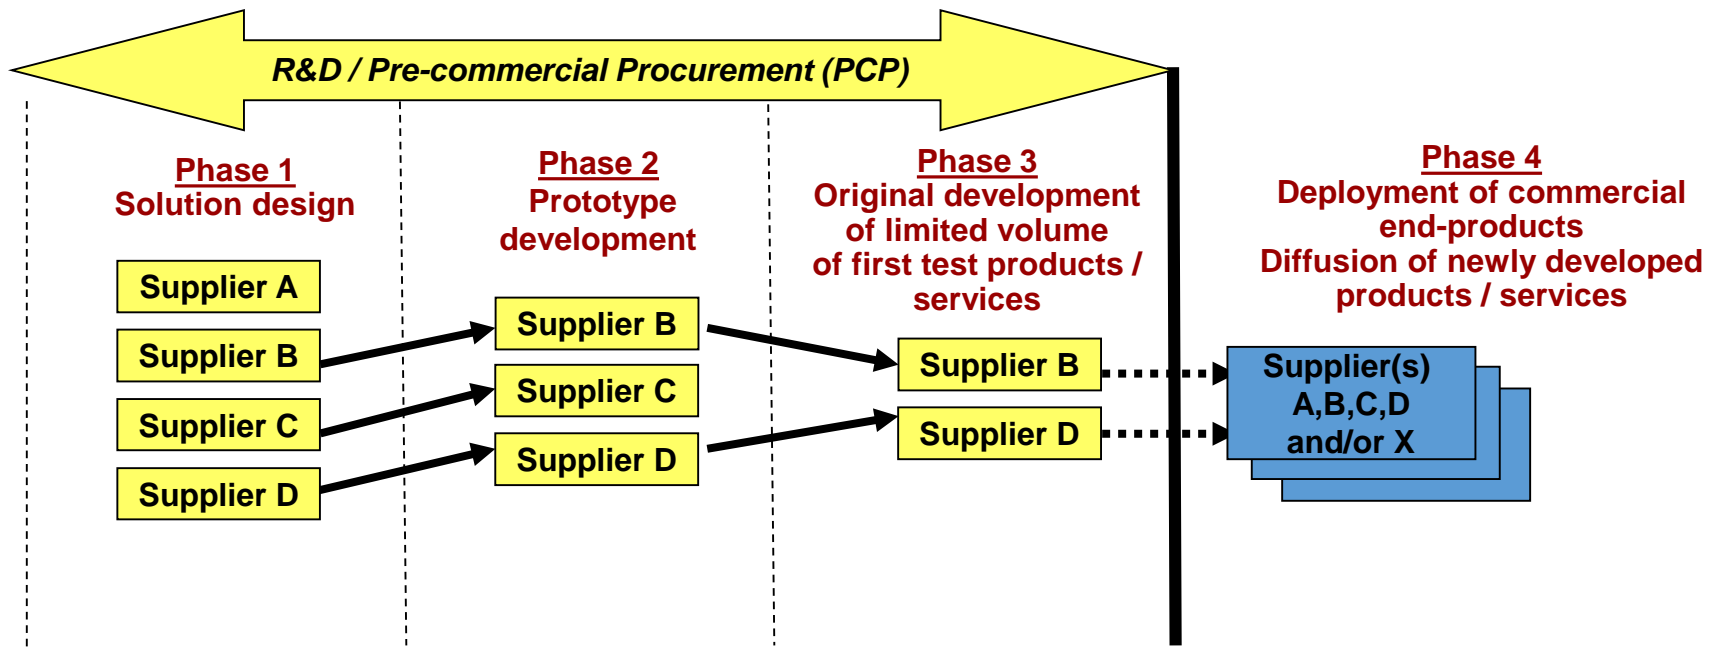 R&D / Pre-commercial Procurement (PCP)
Phase 1
Solution design
Supplier A
Supplier B
Supplier C
Supplier D
Phase 2
Prototype
development
Supplier B
Supplier C
Supplier D
Phase 3
Original development
of limited volume
of first test products /
services
Supplier B
Supplier D
Phase 4
Deployment of commercial
end-products
Diffusion of newly developed
products / services
Supplier(s)
A,B,C,D
and/or X